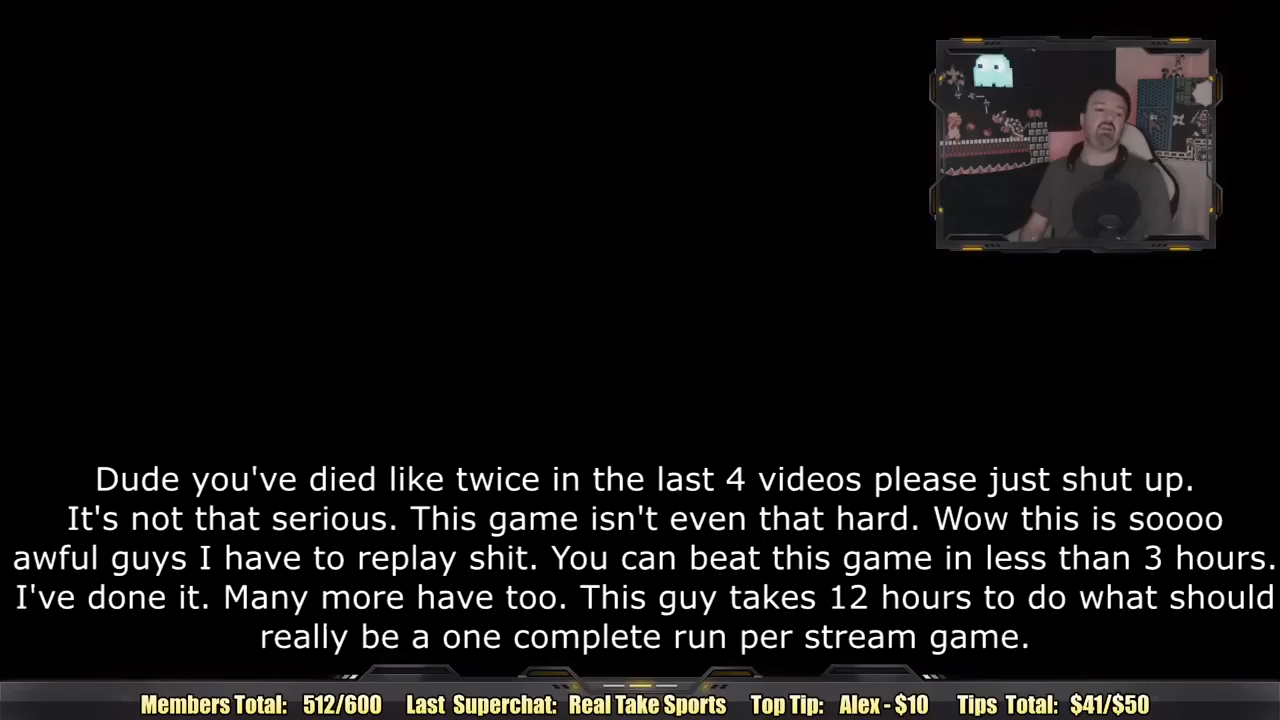 Dude you've died like twice in the last 4 videos please just shut up.
It's not that serious. This game isn't even that hard. Wow this is soooo
awful guys I have to replay shit. You can beat this game in less than 3 hours.
I've done it. Many more have too. This guy takes 12 hours to do what should
really be a one complete run per stream game.
Members Total: 512/600 Last Superchat: Real Take Sports Top Tip: Alex - $10 Tips Total: $41/$50